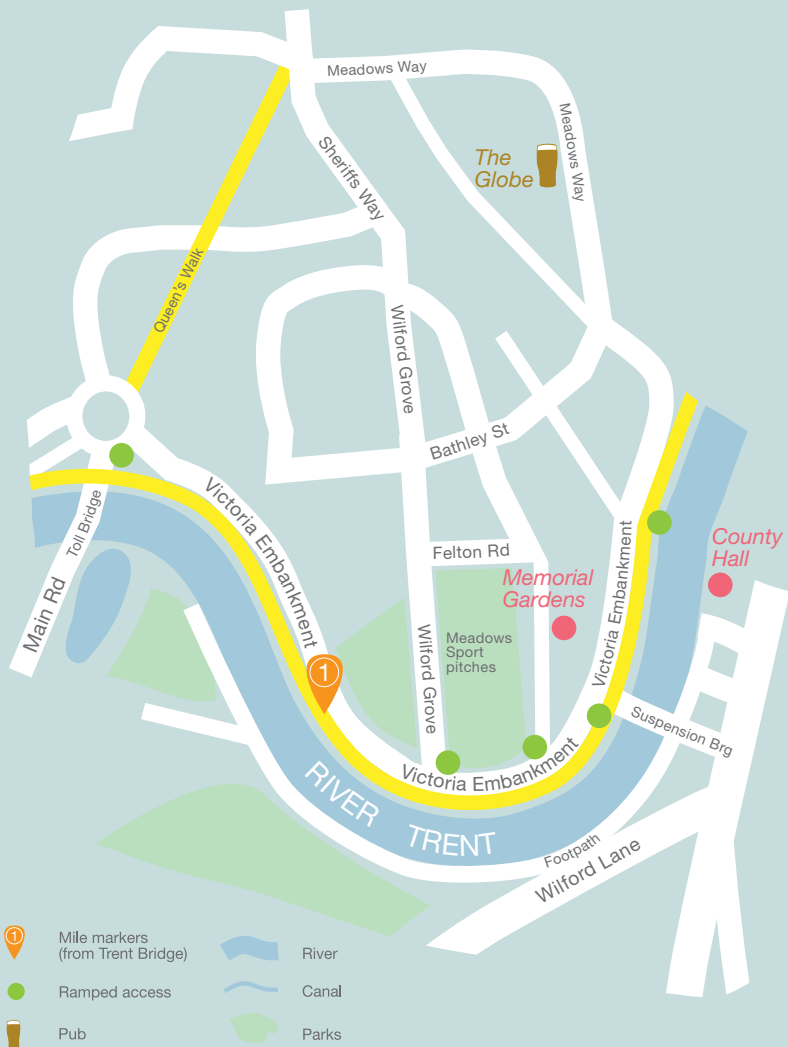 Meadows Way
Meadows Way
The
Globe
Sheriffs Way
Queen's Walk
Wilford Grove
Bathley St
Victoria Embankment
Toll Bridge
Main Rd
Felton Rd
Memorial
Gardens
County
Hall
Victoria Embankment
Meadows
Sport
pitches
Wilford Grove
1
Suspension Brg
Victoria Embankment
RIVER TRENT
Footpath
Wilford Lane
1
Mile markers
(from Trent Bridge)
River
Ramped access
Canal
Pub
Parks